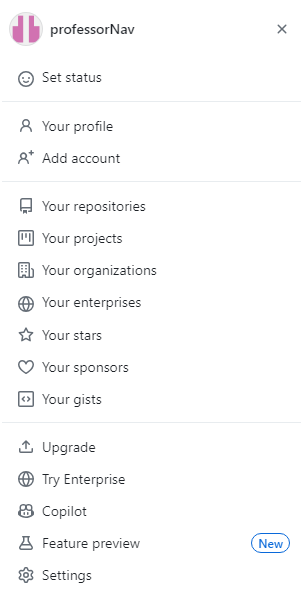 professorNav
Set status
Your profile
Add account
Your repositories
Your projects
Your organizations
Your enterprises
Your stars
Your sponsors
Your gists
Upgrade
Try Enterprise
Copilot
Feature preview New
Settings